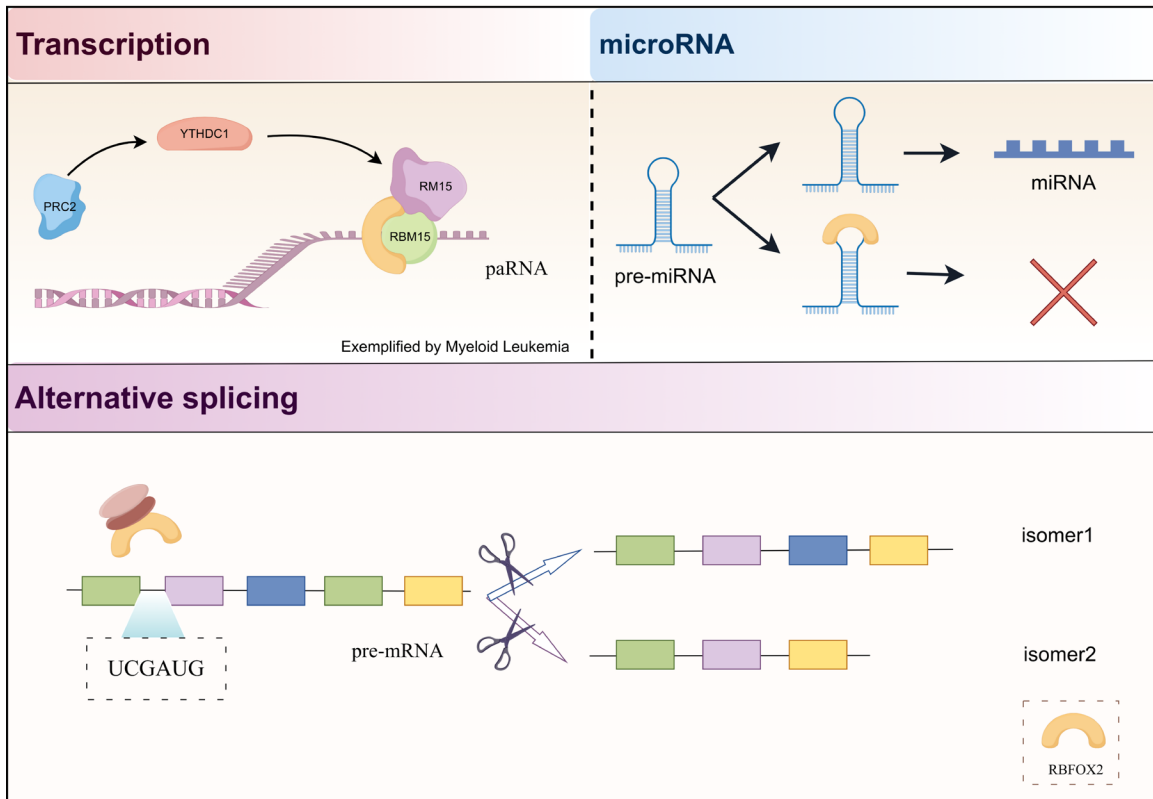 Transcription
microRNA
YTHDC1
PRC2
RM15
RBM15
paRNA
Exemplified by Myeloid Leukemia
pre-miRNA
miRNA
Alternative splicing
UCGAUG
pre-mRNA
isomer1
isomer2
RBFOX2